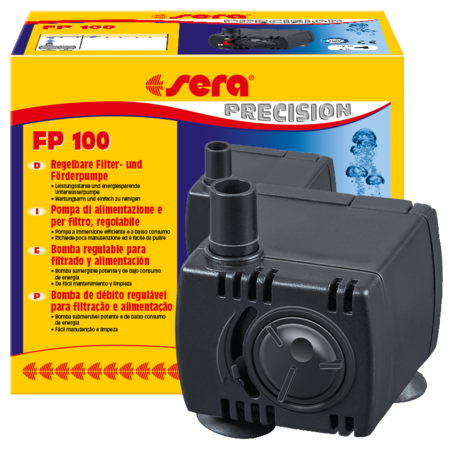 FP 100
sera®
PRECISION
FP 100
D Regelbare Filter- und
Förderpumpe
• Leistungsstarke und energiesparende
Unterwasserpumpe
• Wartungsarm und einfach zu reinigen
I Pompa di alimentazione e
per filtro, regolabile
• Pompa a immersione efficiente e a basso consumo
• Richiede poca manutenzione ed è facile da pulire
E Bomba regulable para
filtrado y alimentación
• Bomba sumergible potente y de bajo consumo
de energía
• De fácil mantenimiento y limpieza
P Bomba de débito regulável
para filtração e alimentação
• Bomba submersível potente e de baixo consumo
de energia
• Fácil manutenção e limpeza